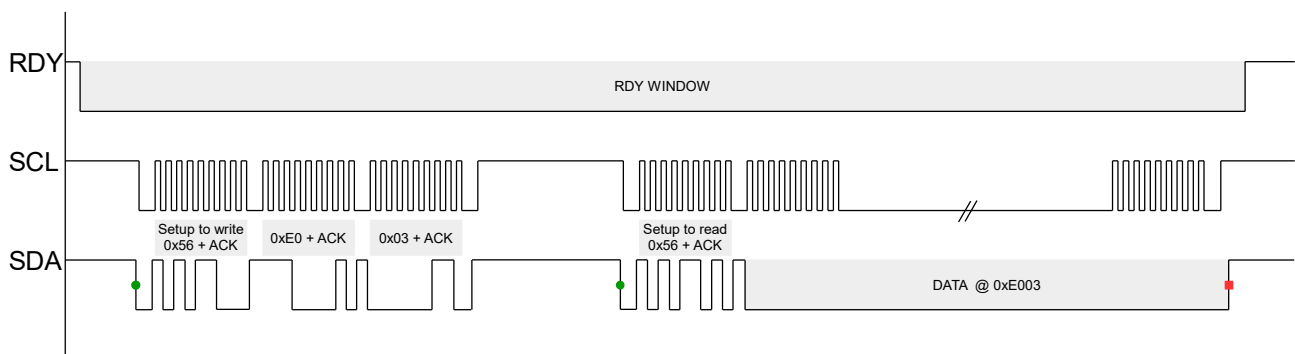 RDY
RDY WINDOW
SCL
Setup to write
0x56 + ACK
0xE0 + ACK
0x03 + ACK
Setup to read
0x56 + ACK
SDA
DATA @ 0xE003